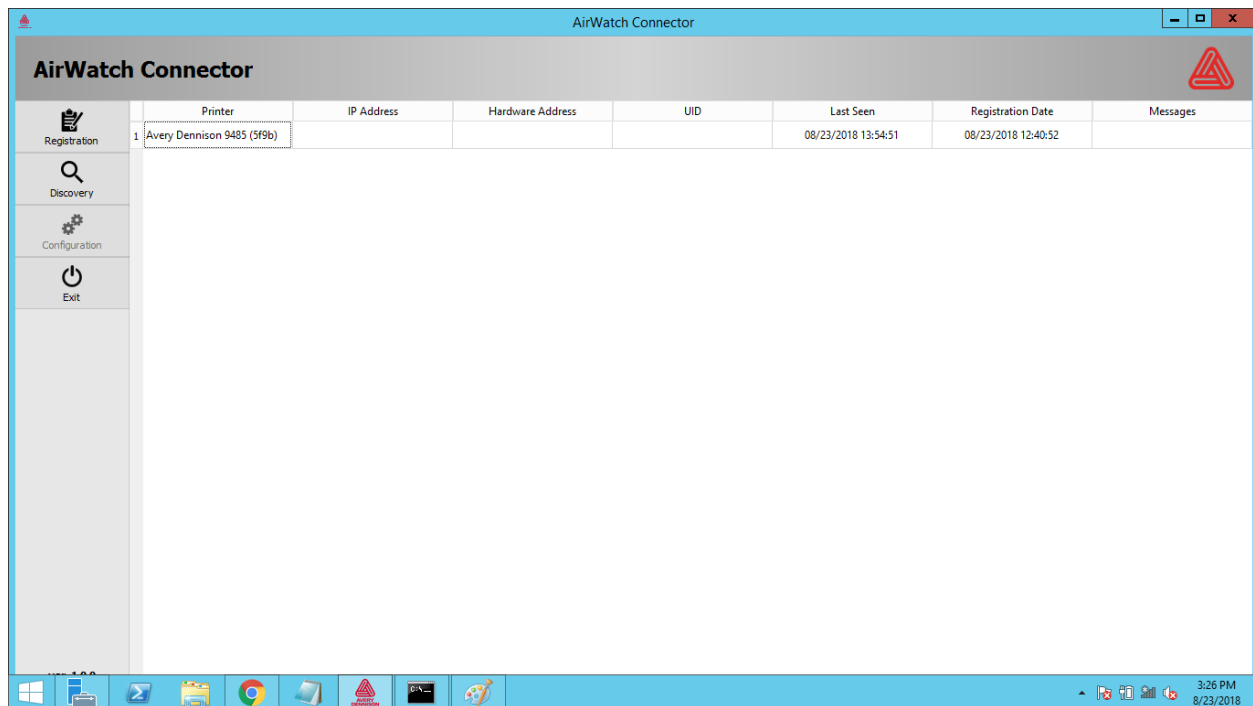 AirWatch Connector
AirWatch Connector
Registration
Discovery
Configuration
Exit
Printer IP Address Hardware Address UID Last Seen Registration Date Messages
1 Avery Dennison 9485 (5f9b) 08/23/2018 13:54:51 08/23/2018 12:40:52
AVERY
DENNISON
C:\_
3:26 PM
8/23/2018